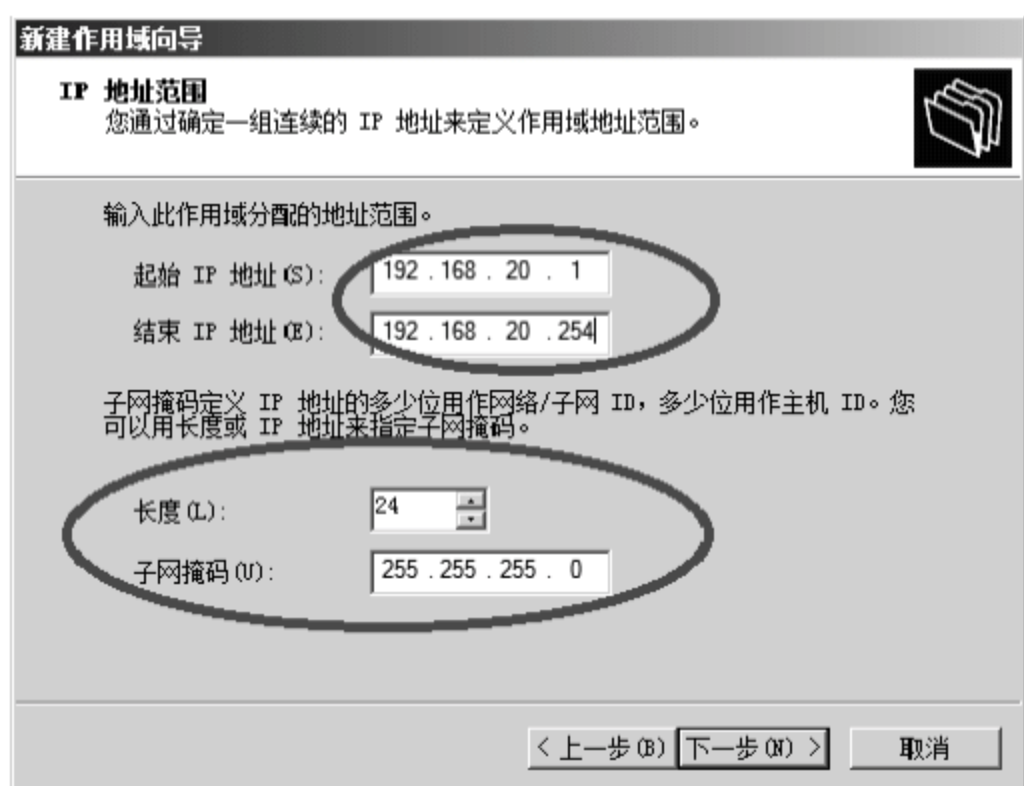 新建作用域向导
IP 地址范围
您通过确定一组连续的 IP 地址来定义作用域地址范围。
输入此作用域分配的地址范围。
起始 IP 地址(S): 192 . 168 . 20 . 1
结束 IP 地址(E): 192 . 168 . 20 . 254
子网掩码定义 IP 地址的多少位用作网络/子网 ID，多少位用作主机 ID。您
可以用长度或 IP 地址来指定子网掩码。
长度(L): 24
子网掩码(U): 255 . 255 . 255 . 0
< 上一步(B) 下一步(N) > 取消